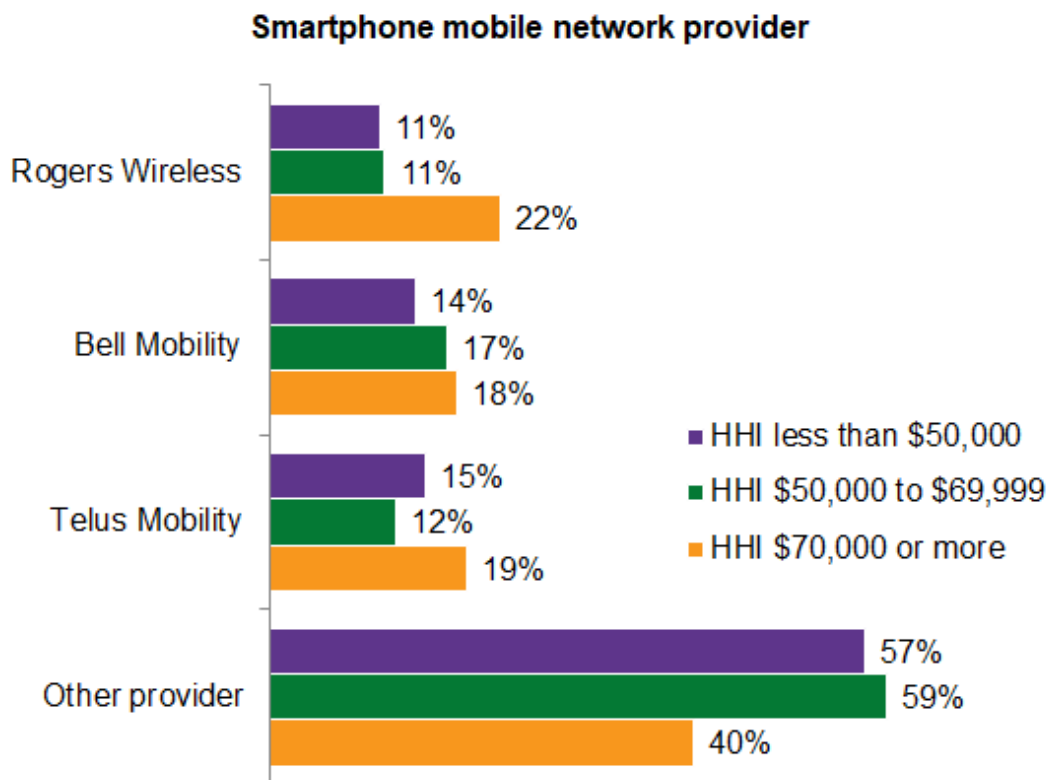 Smartphone mobile network provider
Rogers Wireless
11%
11%
22%
Bell Mobility
14%
17%
18%
Telus Mobility
15%
12%
19%
Other provider
57%
59%
40%
HHI less than $50,000
HHI $50,000 to $69,999
HHI $70,000 or more